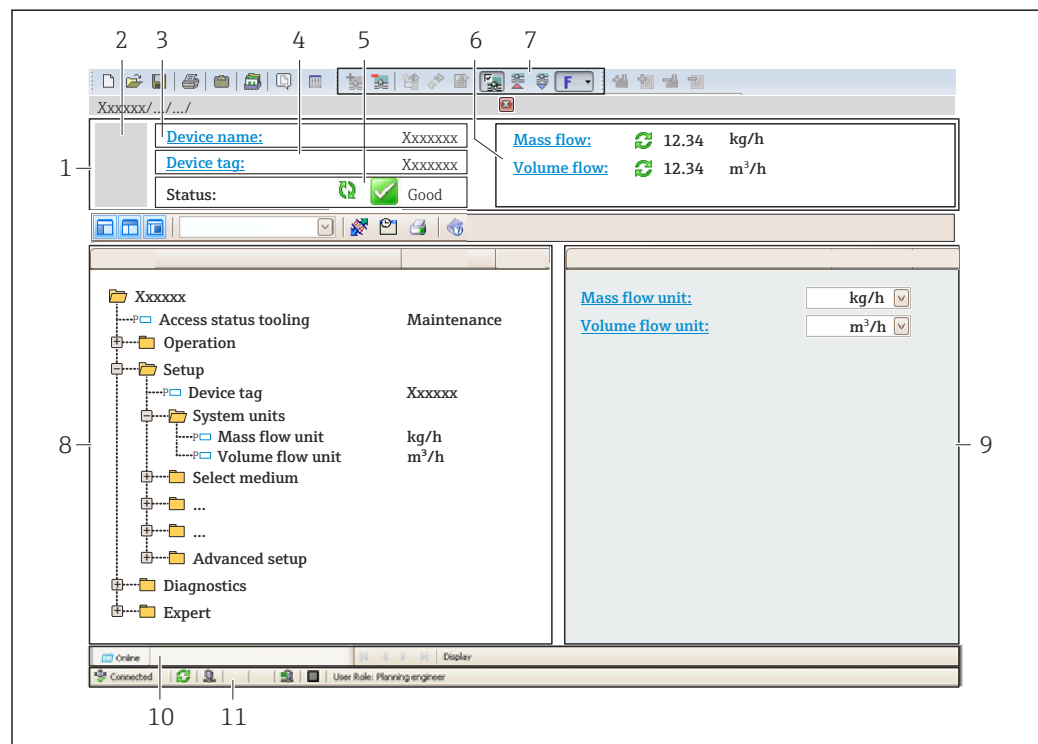 2 3 4 5 6 7
F
Xxxxxx/.../.../
1
Device name: Xxxxxxx
Device tag: Xxxxxxx
Status: Good
Mass flow: 12.34 kg/h
Volume flow: 12.34 m³/h
Xxxxxx
Access status tooling Maintenance
Operation
Setup
Device tag Xxxxxx
System units
Mass flow unit kg/h
Volume flow unit m³/h
Select medium
...
...
Advanced setup
Diagnostics
Expert
8
Mass flow unit: kg/h
Volume flow unit: m³/h
9
Online Display
Connected User Role: Planning engineer
10 11